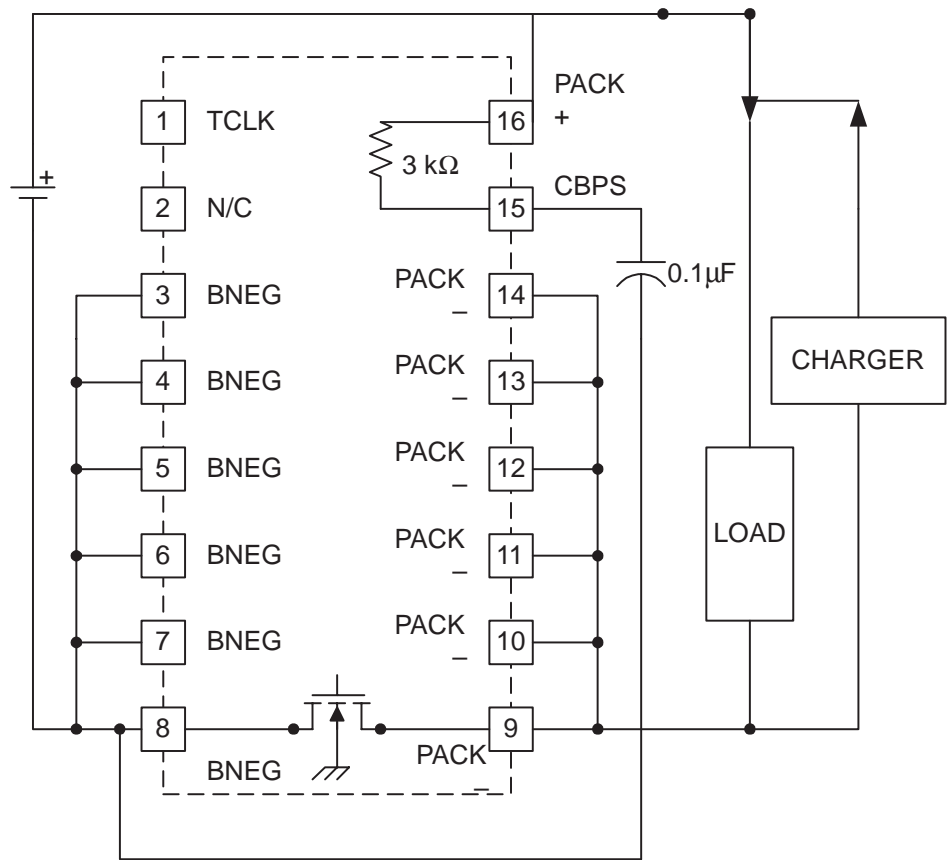 PACK
+
1 TCLK
16
3 kΩ
+
CBPS
2 N/C
15
0.1μF
3 BNEG
PACK
– 14
CHARGER
4 BNEG
PACK
– 13
5 BNEG
PACK
– 12
LOAD
6 BNEG
PACK
– 11
7 BNEG
PACK
– 10
8
9
BNEG
PACK
–